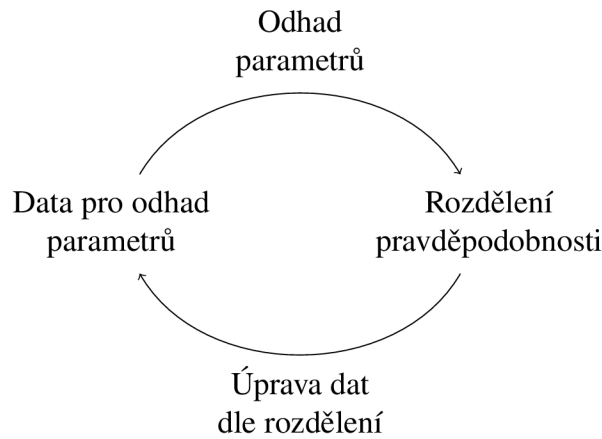 Odhad
parametrů
Data pro odhad
parametrů
Rozdělení
pravděpodobnosti
Úprava dat
dle rozdělení